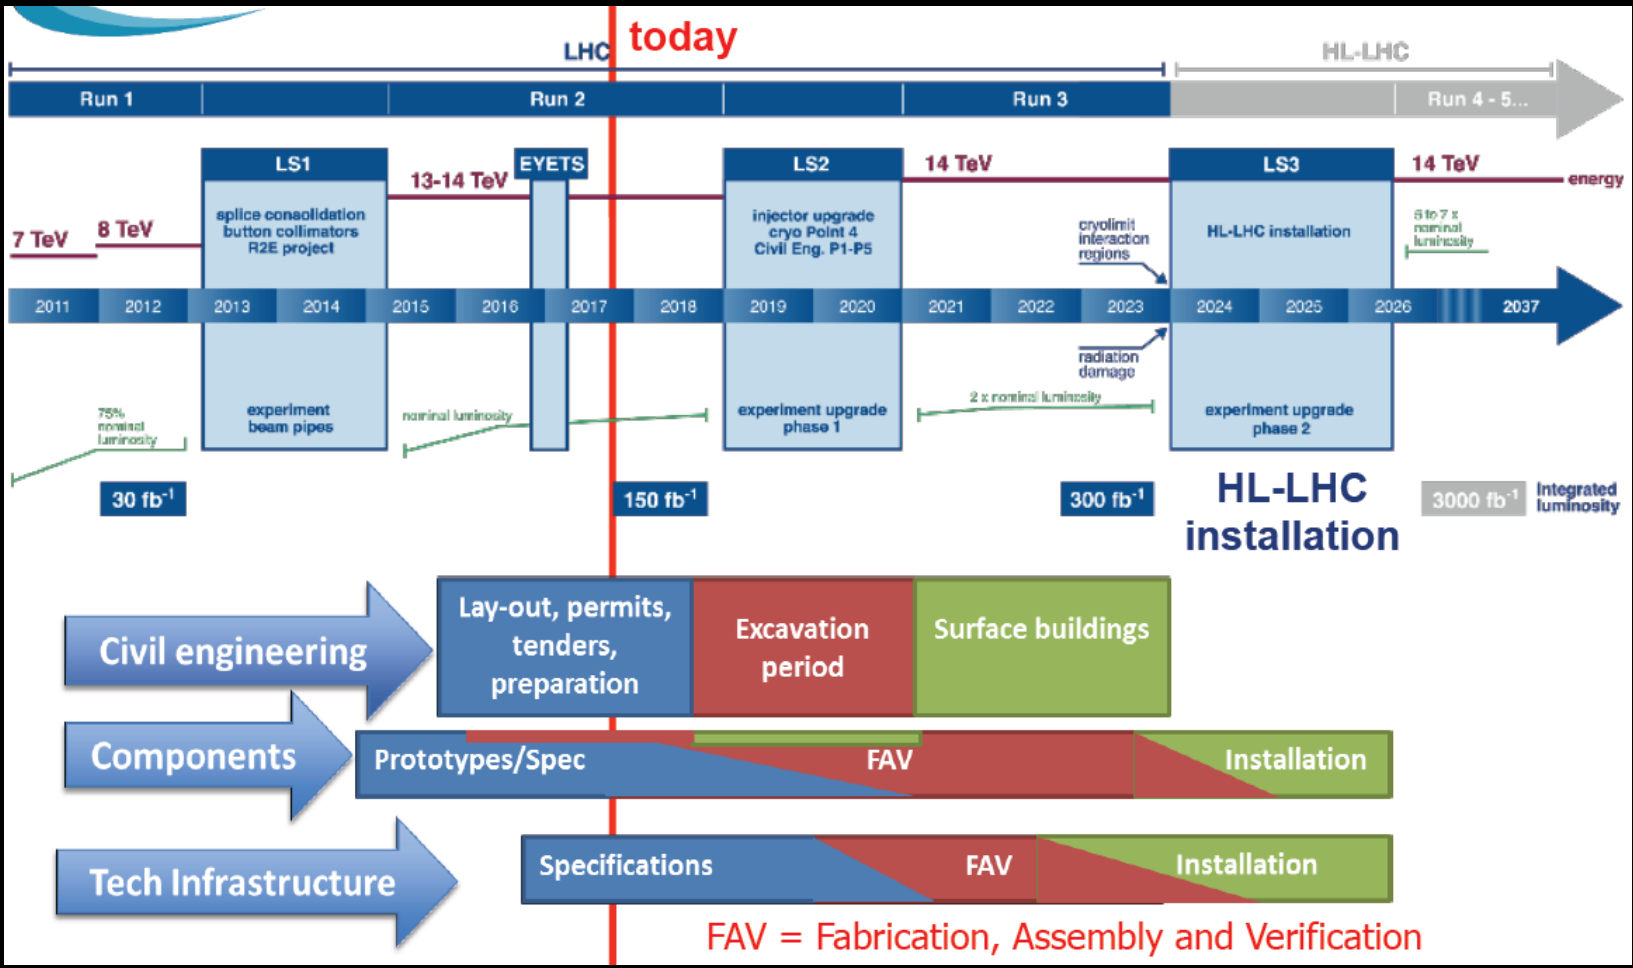 today
LHC
HL-LHC
Run 1
Run 2
Run 3
Run 4 - 5...
LS1
EYETS
LS2
LS3
13-14 TeV
14 TeV
14 TeV
energy
7 TeV
8 TeV
splice consolidation
button collimators
R2E project
injector upgrade
cryo Point 4
Civil Eng. P1-P5
cryolimit
interaction
regions
HL-LHC installation
5 to 7 x
nominal
luminosity
2011
2012
2013
2014
2015
2016
2017
2018
2019
2020
2021
2022
2023
2024
2025
2026
2037
radiation
damage
75%
nominal
luminosity
experiment
beam pipes
nominal luminosity
experiment upgrade
phase 1
2 x nominal luminosity
experiment upgrade
phase 2
30 fb-1
150 fb-1
300 fb-1
HL-LHC
installation
3000 fb-1
Integrated
luminosity
Civil engineering
Lay-out, permits,
tenders,
preparation
Excavation
period
Surface buildings
Components
Prototypes/Spec
FAV
Installation
Tech Infrastructure
Specifications
FAV
Installation
FAV = Fabrication, Assembly and Verification